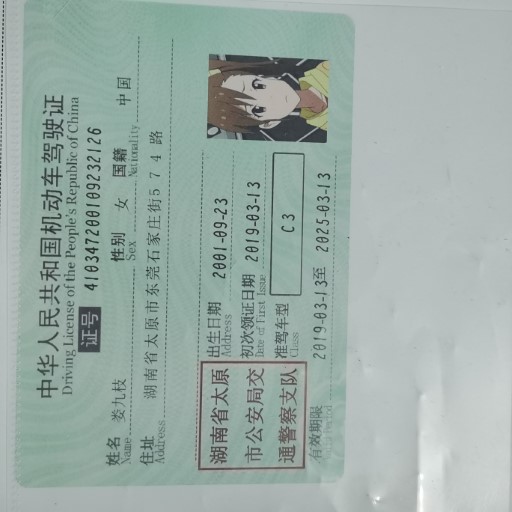 中华人民共和国机动车驾驶证
Driving License of the People's Republic of China
证号 410347200109232126
姓名 娄九枝 性别 女 国籍 中国
Name Sex Nationality
住址 湖南省太原市东莞石家庄街574路
Address
出生日期 2001-09-23
Address
湖南省太原
市公安局交
通警察支队
初次领证日期 2019-03-13
Date of First Issue
准驾车型 C3
Class
有效期限 2019-03-13至 2025-03-13